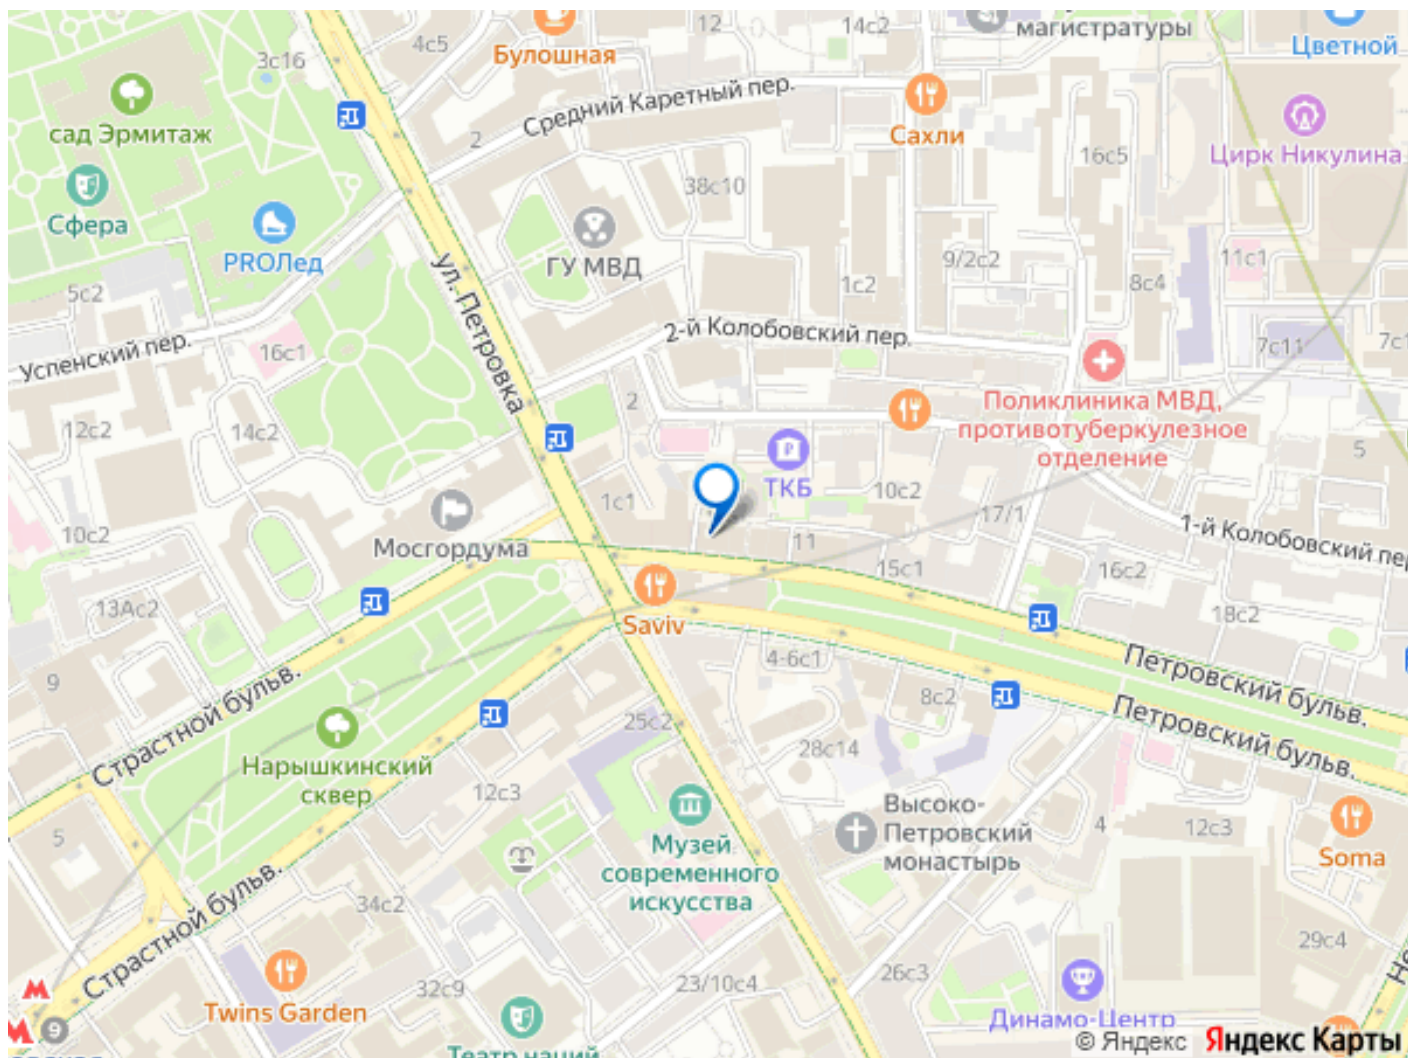 12
14с2
магистратуры
4с5
Булошная
Цветной
3с16
Средний Каретный пер.
сад Эрмитаж
2
Сахли
16с5
Цирк Никулина
38с10
Сфера
PROЛед
ГУ МВД
9/2с2
11с1
5с2
1с2
8с4
ул. Петровка
2-й Колобовский пер.
Успенский пер.
16с1
7с11
2
Поликлиника МВД,
противотуберкулезное
отделение
12с2
14с2
5
ТКБ
10с2
1с1
17/1
10с2
Мосгордума
11
1-й Колобовский пер
15с1
16с2
13Ас2
18с2
Saviv
4-6с1
Петровский бульв.
9
Страстной бульв.
8с2
Петровский бульв.
25с2
28с14
Нарышкинский
сквер
12с3
Высоко-
Петровский
монастырь
4
12с3
5
Музей
современного
искусства
Soma
Страстной бульв.
34с2
29с4
26с3
23/10с4
32с9
Twins Garden
Динамо-Центр
9
Театр наций
© Яндекс Яндекс Карты